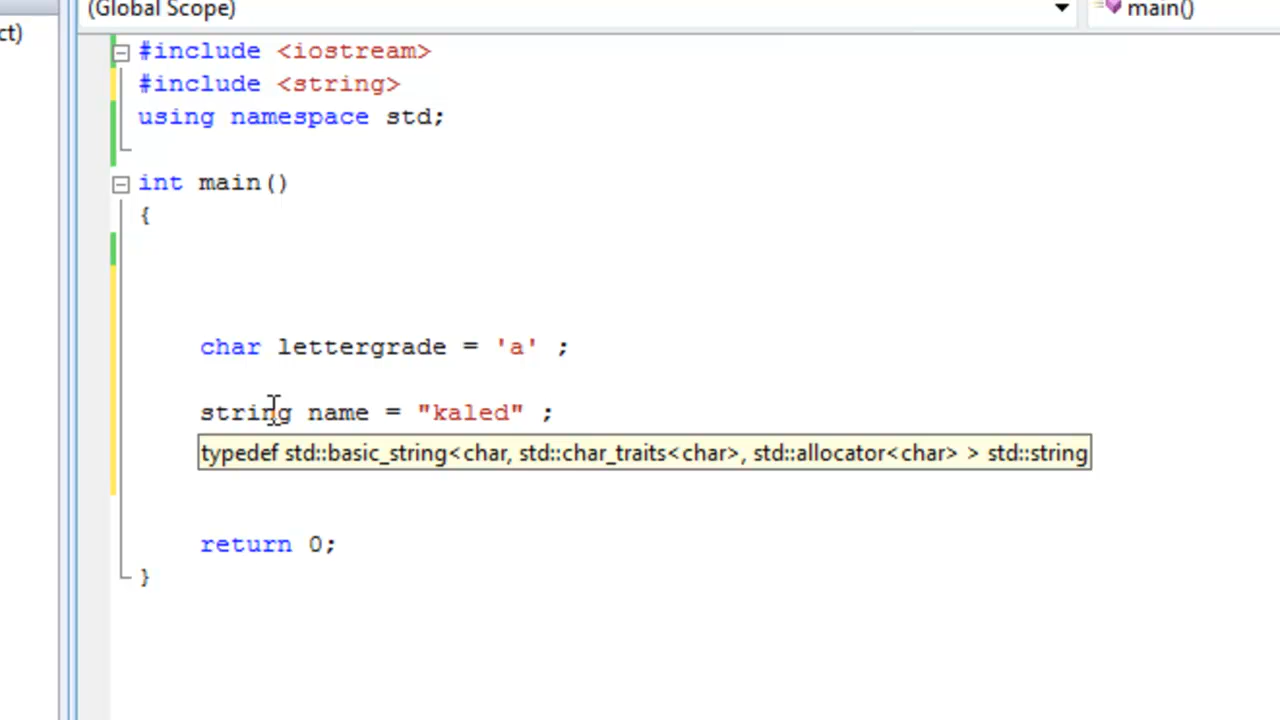 (Global Scope) main()
ct)
#include <iostream>
#include <string>
using namespace std;
int main()
{
char lettergrade = 'a' ;
string name = "kaled" ;
typedef std::basic_string<char, std::char_traits<char>, std::allocator<char> > std::string
return 0;
}